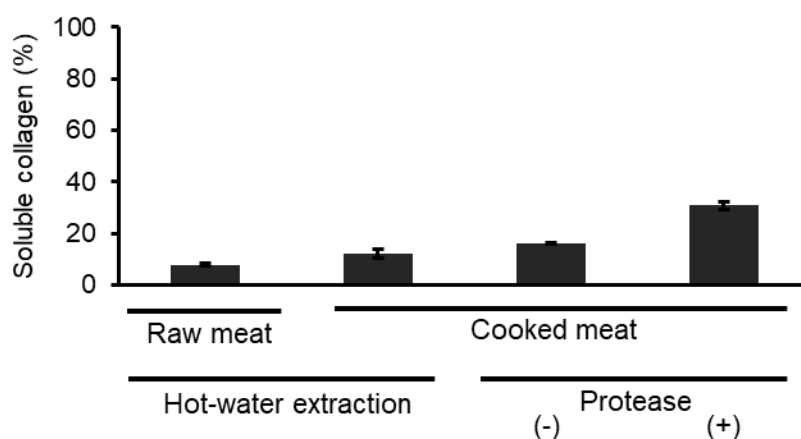 Soluble collagen (%)
100
80
60
40
20
0
Raw meat
Cooked meat
Hot-water extraction
Protease
(-)
(+)